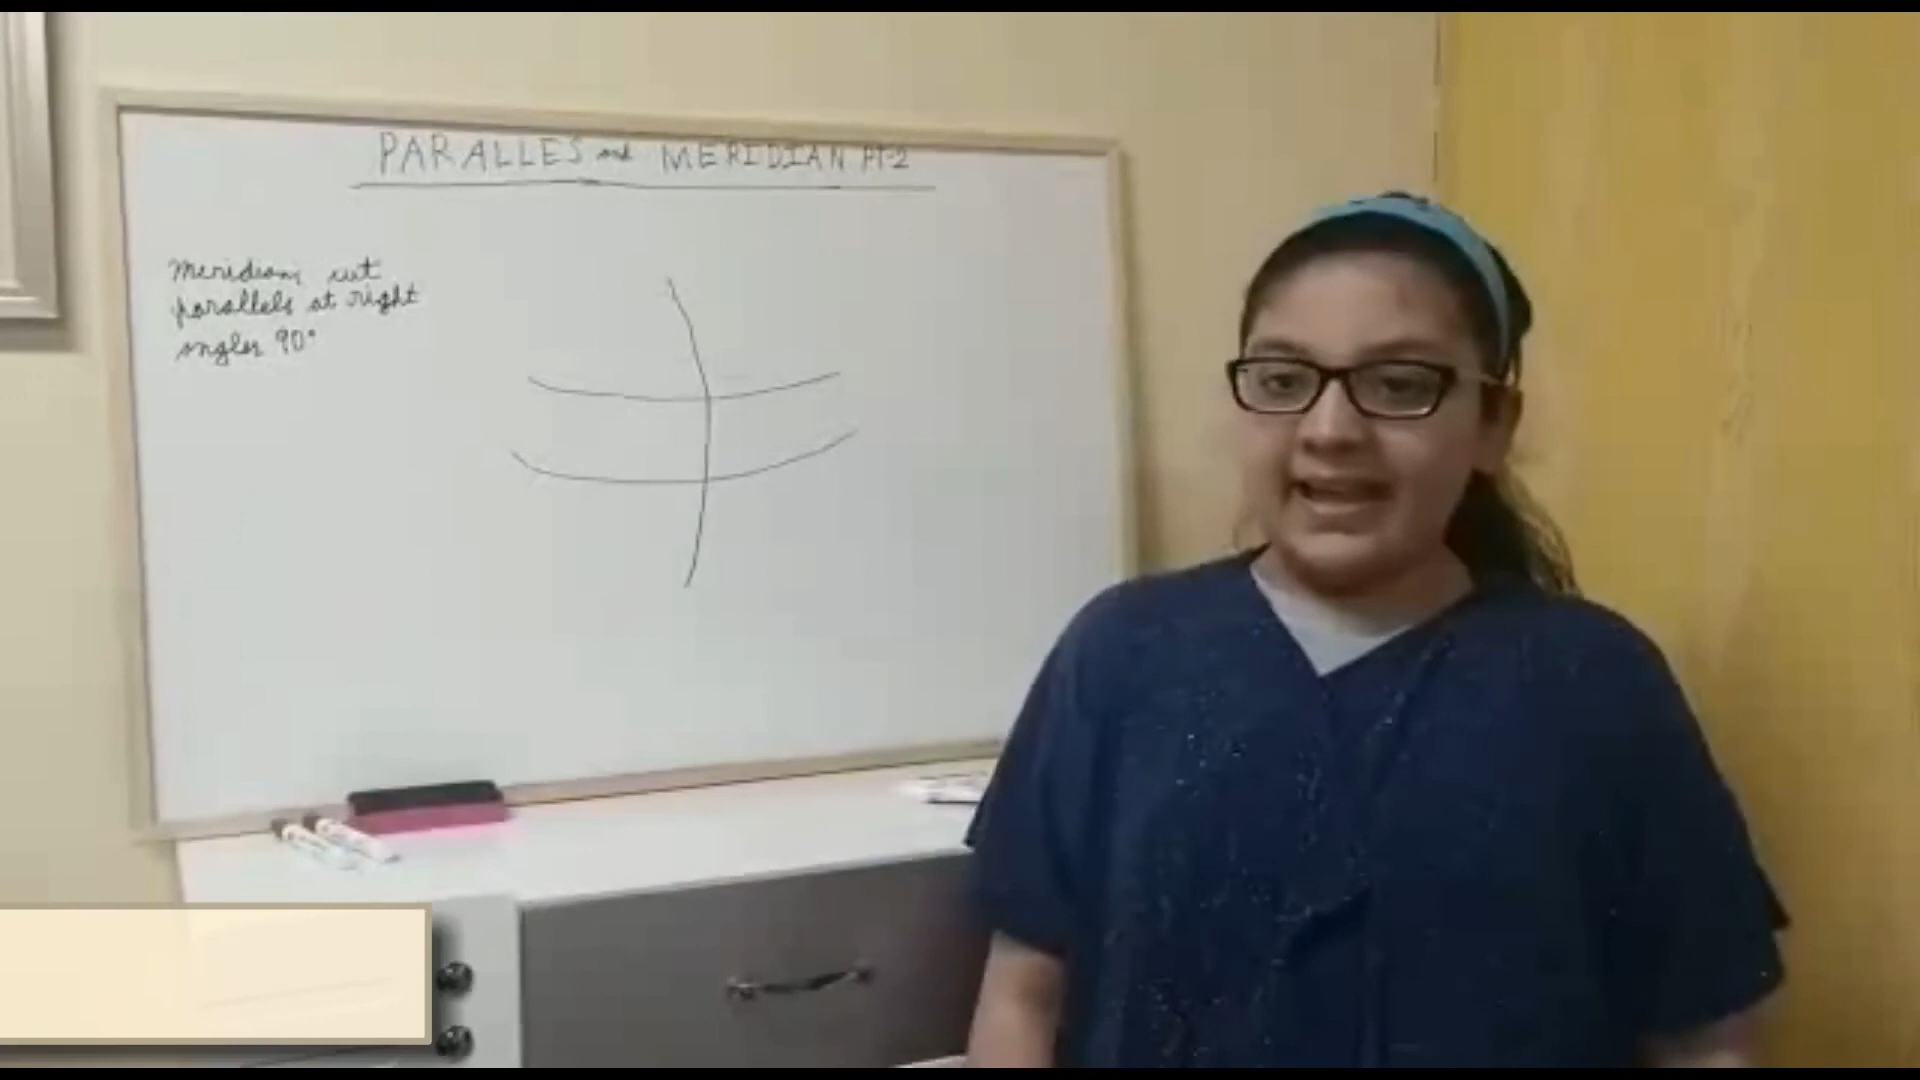 PARALLES and MERIDIAN PT-2
Meridians cut
parallels at right
angles 90°